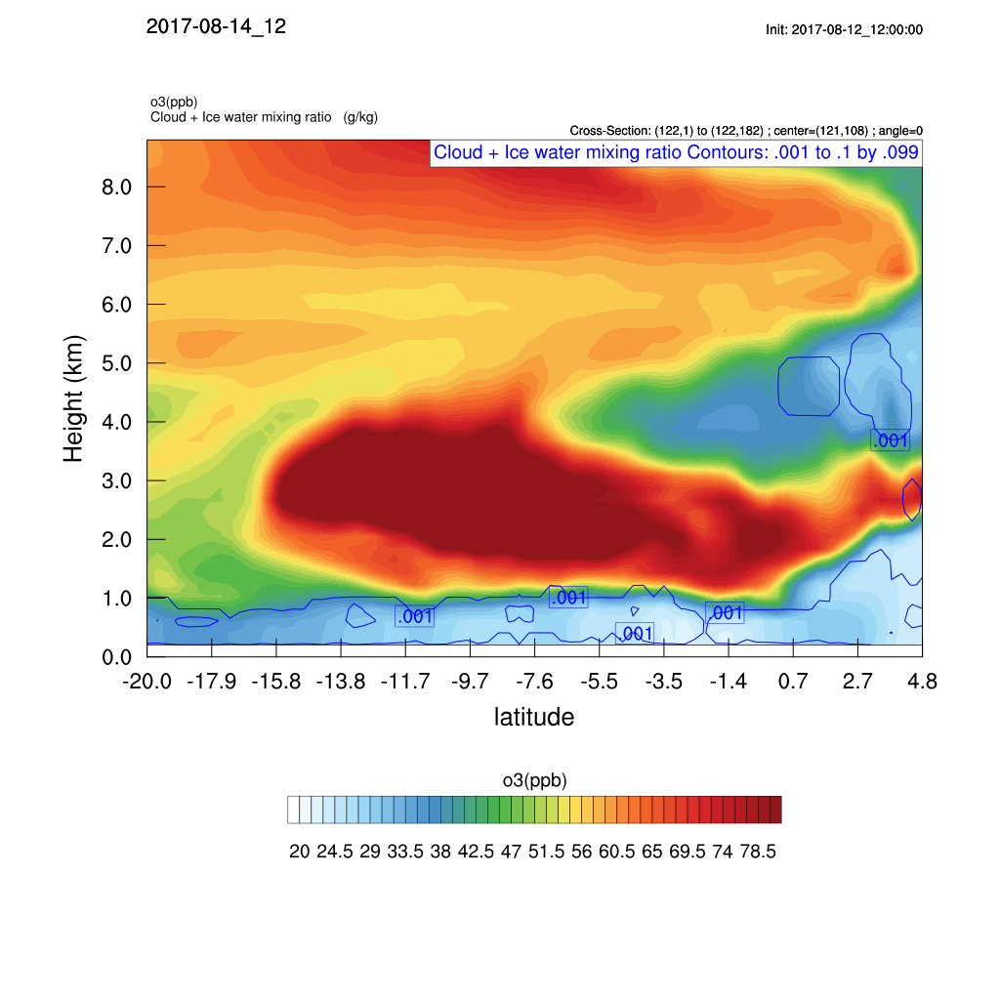 2017-08-14_12
Init: 2017-08-12_12:00:00
o3(ppb)
Cloud + Ice water mixing ratio (g/kg)
Cross-Section: (122,1) to (122,182) ; center=(121,108) ; angle=0
Cloud + Ice water mixing ratio Contours: .001 to .1 by .099
8.0
7.0
6.0
5.0
4.0
3.0
2.0
1.0
0.0
Height (km)
.001
.001
.001
.001
.001
-20.0 -17.9 -15.8 -13.8 -11.7 -9.7 -7.6 -5.5 -3.5 -1.4 0.7 2.7 4.8
latitude
o3(ppb)
20 24.5 29 33.5 38 42.5 47 51.5 56 60.5 65 69.5 74 78.5